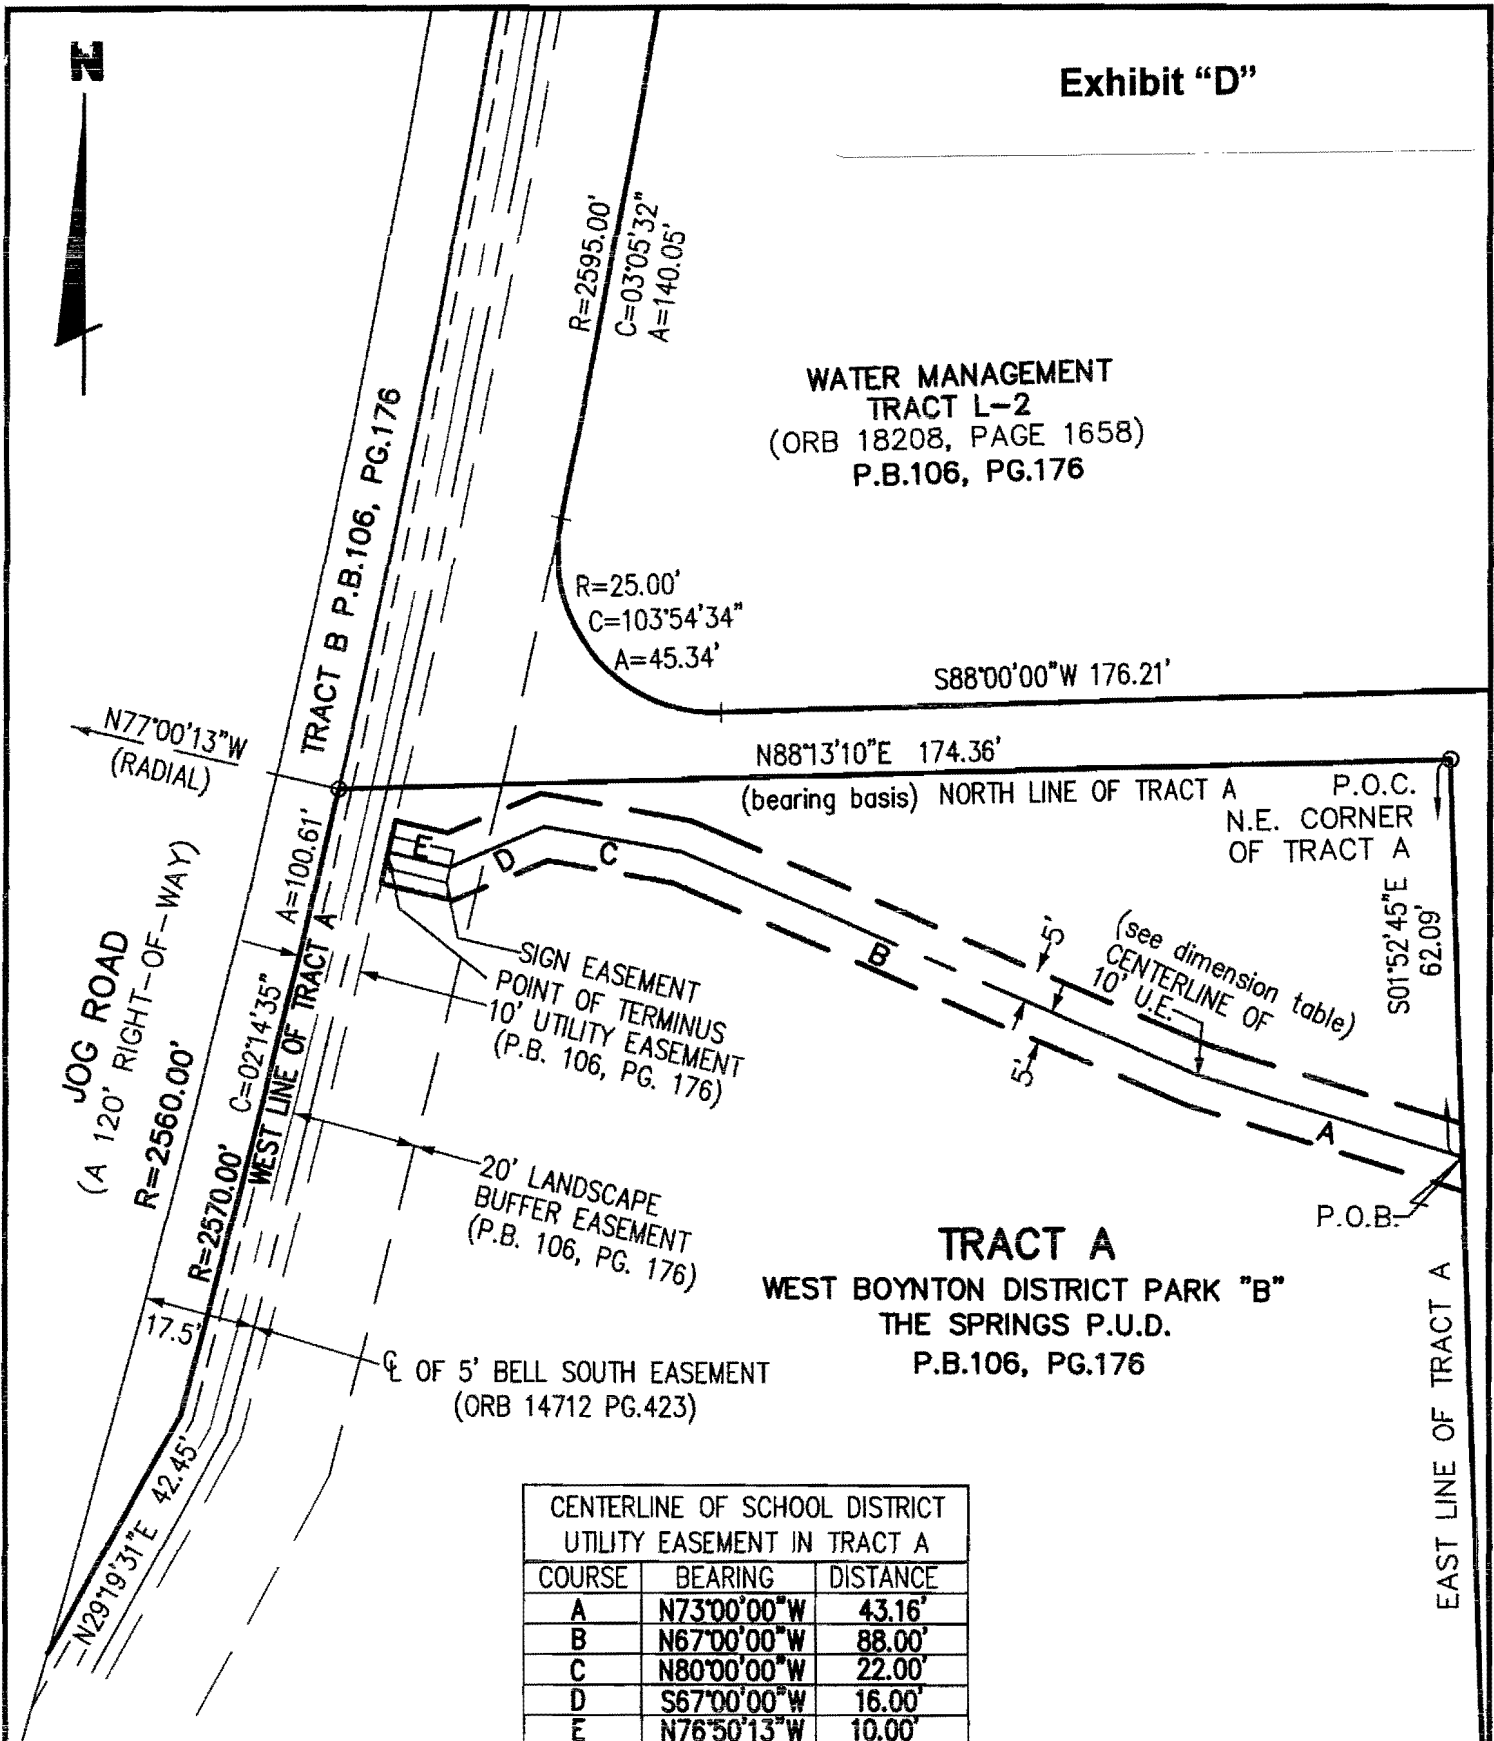 N
Exhibit “D”
R=2595.00'
C=03°05'32"
A=140.05'
WATER MANAGEMENT
TRACT L-2
(ORB 18208, PAGE 1658)
P.B.106, PG.176
TRACT B P.B.106, PG.176
R=25.00'
C=103°54'34"
A=45.34'
S88°00'00"W 176.21'
N77°00'13"W
(RADIAL)
N88°13'10"E 174.36'
(bearing basis) NORTH LINE OF TRACT A
P.O.C.
N.E. CORNER
OF TRACT A
S01°52'45"E
62.09'
A=100.61'
C=02°14'35"
WEST LINE OF TRACT A
JOG ROAD
(A 120' RIGHT-OF-WAY)
R=2560.00'
R=2570.00'
E
D
C
B
A
5'
5'
(see dimension table)
CENTERLINE OF
10' U.E.
SIGN EASEMENT
POINT OF TERMINUS
10' UTILITY EASEMENT
(P.B. 106, PG. 176)
20' LANDSCAPE
BUFFER EASEMENT
(P.B. 106, PG. 176)
P.O.B.
TRACT A
WEST BOYNTON DISTRICT PARK "B"
THE SPRINGS P.U.D.
P.B.106, PG.176
EAST LINE OF TRACT A
17.5'
℄ OF 5' BELL SOUTH EASEMENT
(ORB 14712 PG.423)
N29°19'31"E 42.45'
CENTERLINE OF SCHOOL DISTRICT
UTILITY EASEMENT IN TRACT A
COURSE BEARING DISTANCE
A N73°00'00"W 43.16'
B N67°00'00"W 88.00'
C N80°00'00"W 22.00'
D S67°00'00"W 16.00'
E N76°50'13"W 10.00'